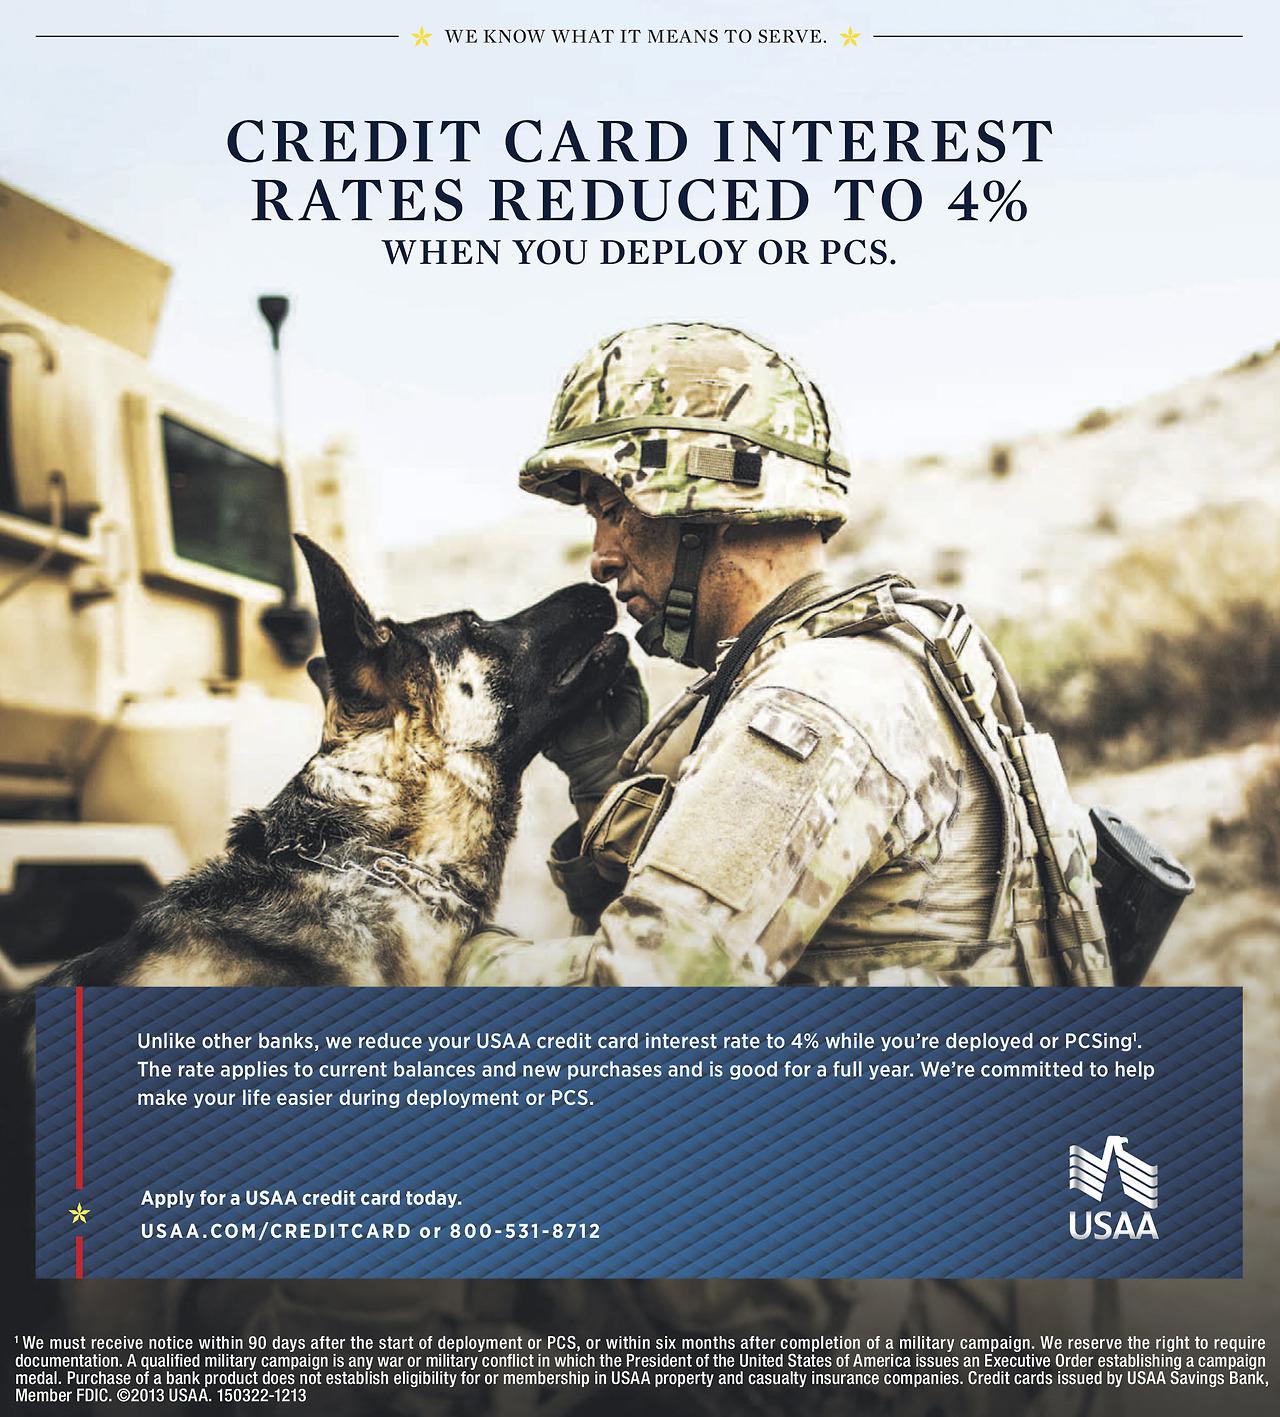 WE KNOW WHAT IT MEANS TO SERVE.
CREDIT CARD INTEREST
RATES REDUCED TO 4%
WHEN YOU DEPLOY OR PCS.
Unlike other banks, we reduce your USAA credit card interest rate to 4% while you’re deployed or PCSing¹.
The rate applies to current balances and new purchases and is good for a full year. We’re committed to help
make your life easier during deployment or PCS.
Apply for a USAA credit card today.
USAA.COM/CREDITCARD or 800-531-8712
USAA
¹ We must receive notice within 90 days after the start of deployment or PCS, or within six months after completion of a military campaign. We reserve the right to require
documentation. A qualified military campaign is any war or military conflict in which the President of the United States of America issues an Executive Order establishing a campaign
medal. Purchase of a bank product does not establish eligibility for or membership in USAA property and casualty insurance companies. Credit cards issued by USAA Savings Bank,
Member FDIC. ©2013 USAA. 150322-1213